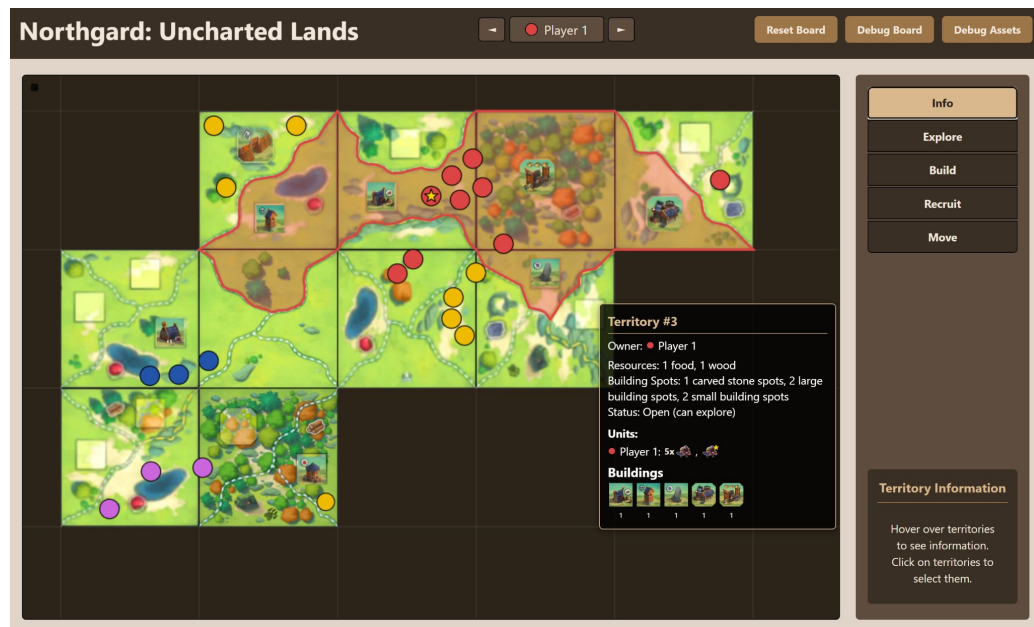 Northgard: Uncharted Lands
◄ Player 1 ►
Reset Board
Debug Board
Debug Assets
Info
Explore
Build
Recruit
Move
Territory #3
Owner: Player 1
Resources: 1 food, 1 wood
Building Spots: 1 carved stone spots, 2 large
building spots, 2 small building spots
Status: Open (can explore)
Units:
Player 1: 5x ,
Buildings
1 1 1 1 1
Territory Information
Hover over territories
to see information.
Click on territories to
select them.